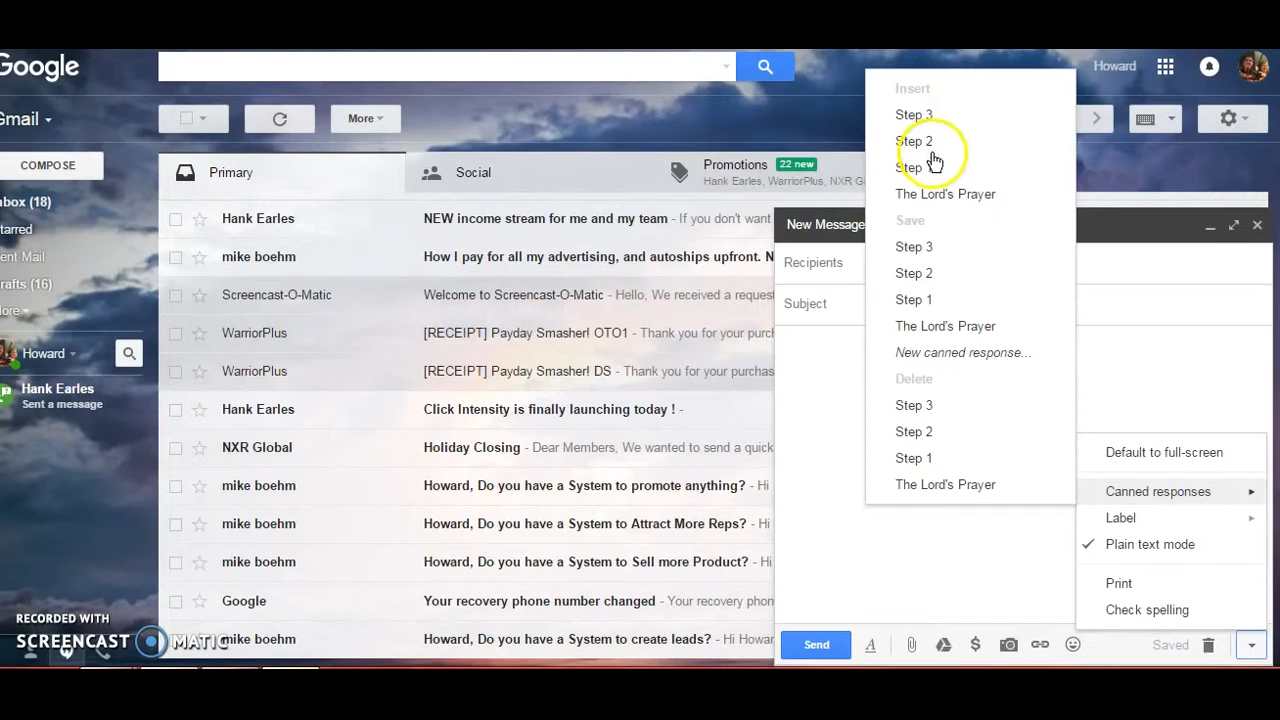 Google
Howard
Gmail
More
COMPOSE
Inbox (18)
Starred
Sent Mail
Drafts (16)
More
Howard
Hank Earles
Sent a message
Primary
Social
Promotions 22 new
Hank Earles, WarriorPlus, NXR G
Hank Earles NEW income stream for me and my team - If you don't want
mike boehm How I pay for all my advertising, and autoships upfront. N
Screencast-O-Matic Welcome to Screencast-O-Matic - Hello, We received a request
WarriorPlus [RECEIPT] Payday Smasher! OTO1 - Thank you for your purchas
WarriorPlus [RECEIPT] Payday Smasher! DS - Thank you for your purchase
Hank Earles Click Intensity is finally launching today ! -
NXR Global Holiday Closing - Dear Members, We wanted to send a quick
mike boehm Howard, Do you have a System to promote anything? - Hi
mike boehm Howard, Do you have a System to Attract More Reps? - Hi
mike boehm Howard, Do you have a System to Sell more Product? - Hi
Google Your recovery phone number changed - Your recovery phon
mike boehm Howard, Do you have a System to create leads? - Hi Howar
New Message
Recipients
Subject
Insert
Step 3
Step 2
Step
The Lord's Prayer
Save
Step 3
Step 2
Step 1
The Lord's Prayer
New canned response...
Delete
Step 3
Step 2
Step 1
The Lord's Prayer
Default to full-screen
Canned responses
Label
Plain text mode
Print
Check spelling
Send
Saved
RECORDED WITH
SCREENCAST MATIC